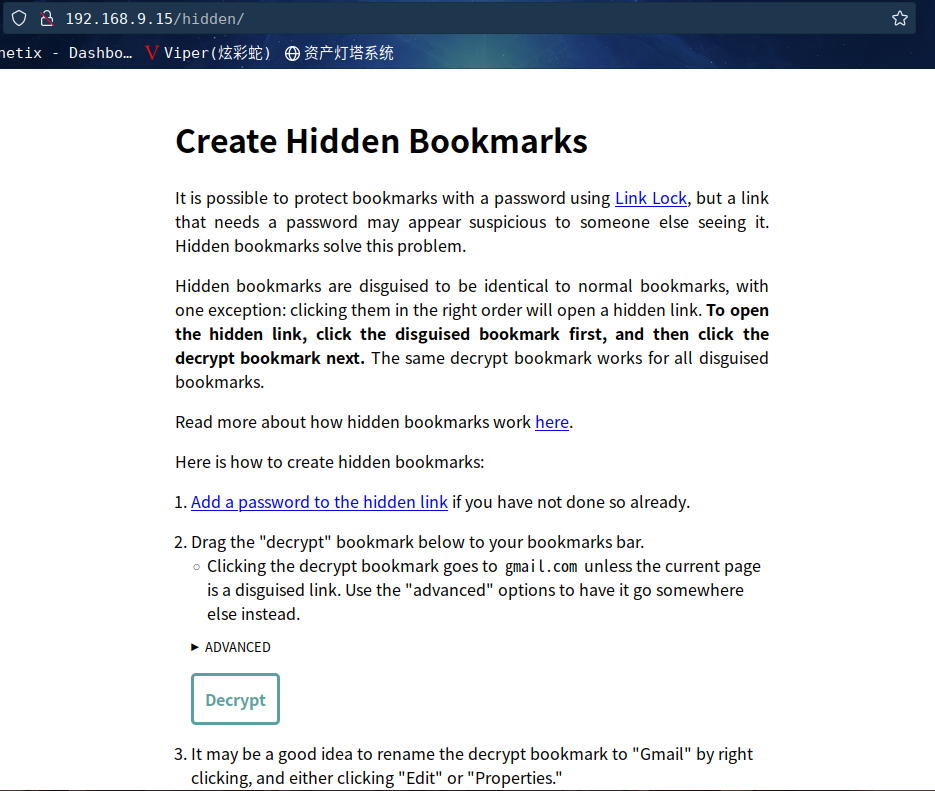 192.168.9.15/hidden/
netix - Dashbo… Viper(炫彩蛇) 资产灯塔系统
Create Hidden Bookmarks
It is possible to protect bookmarks with a password using Link Lock, but a link
that needs a password may appear suspicious to someone else seeing it.
Hidden bookmarks solve this problem.
Hidden bookmarks are disguised to be identical to normal bookmarks, with
one exception: clicking them in the right order will open a hidden link. To open
the hidden link, click the disguised bookmark first, and then click the
decrypt bookmark next. The same decrypt bookmark works for all disguised
bookmarks.
Read more about how hidden bookmarks work here.
Here is how to create hidden bookmarks:
1. Add a password to the hidden link if you have not done so already.
2. Drag the "decrypt" bookmark below to your bookmarks bar.
◦ Clicking the decrypt bookmark goes to gmail.com unless the current page
is a disguised link. Use the "advanced" options to have it go somewhere
else instead.
▶ ADVANCED
Decrypt
3. It may be a good idea to rename the decrypt bookmark to "Gmail" by right
clicking, and either clicking "Edit" or "Properties."